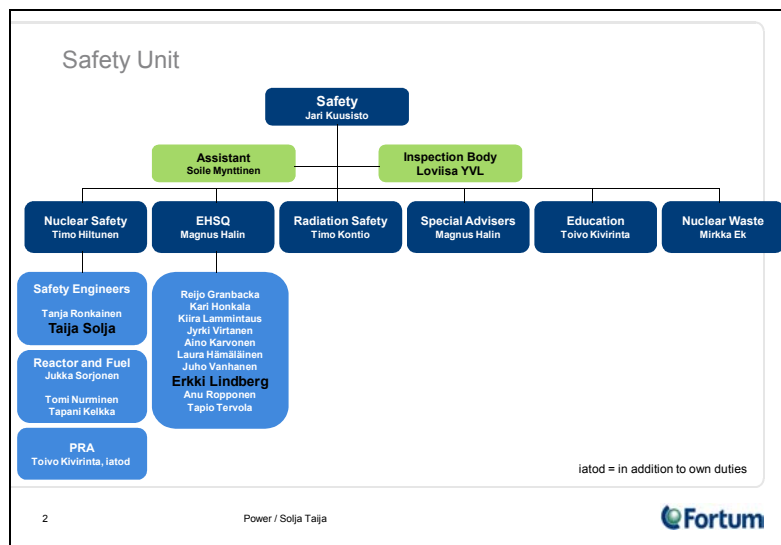 Safety Unit
Safety
Jari Kuusisto
Assistant
Soile Mynttinen
Inspection Body
Loviisa YVL
Nuclear Safety
Timo Hiltunen
EHSQ
Magnus Halin
Radiation Safety
Timo Kontio
Special Advisers
Magnus Halin
Education
Toivo Kivirinta
Nuclear Waste
Mirkka Ek
Safety Engineers
Tanja Ronkainen
Taija Solja
Reactor and Fuel
Jukka Sorjonen
Tomi Nurminen
Tapani Kelkka
PRA
Toivo Kivirinta, iatod
Reijo Granbacka
Kari Honkala
Kiira Lammintaus
Jyrki Virtanen
Aino Karvonen
Laura Hämäläinen
Juho Vanhanen
Erkki Lindberg
Anu Ropponen
Tapio Tervola
iatod = in addition to own duties
2
Power / Solja Taija
Fortum